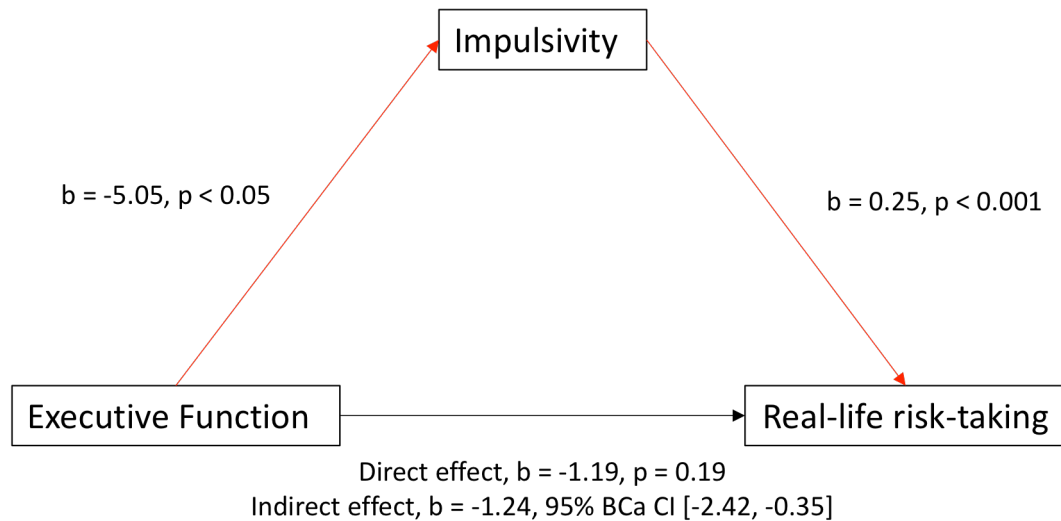 Impulsivity
b = -5.05, p < 0.05
b = 0.25, p < 0.001
Executive Function
Real-life risk-taking
Direct effect, b = -1.19, p = 0.19
Indirect effect, b = -1.24, 95% BCa CI [-2.42, -0.35]